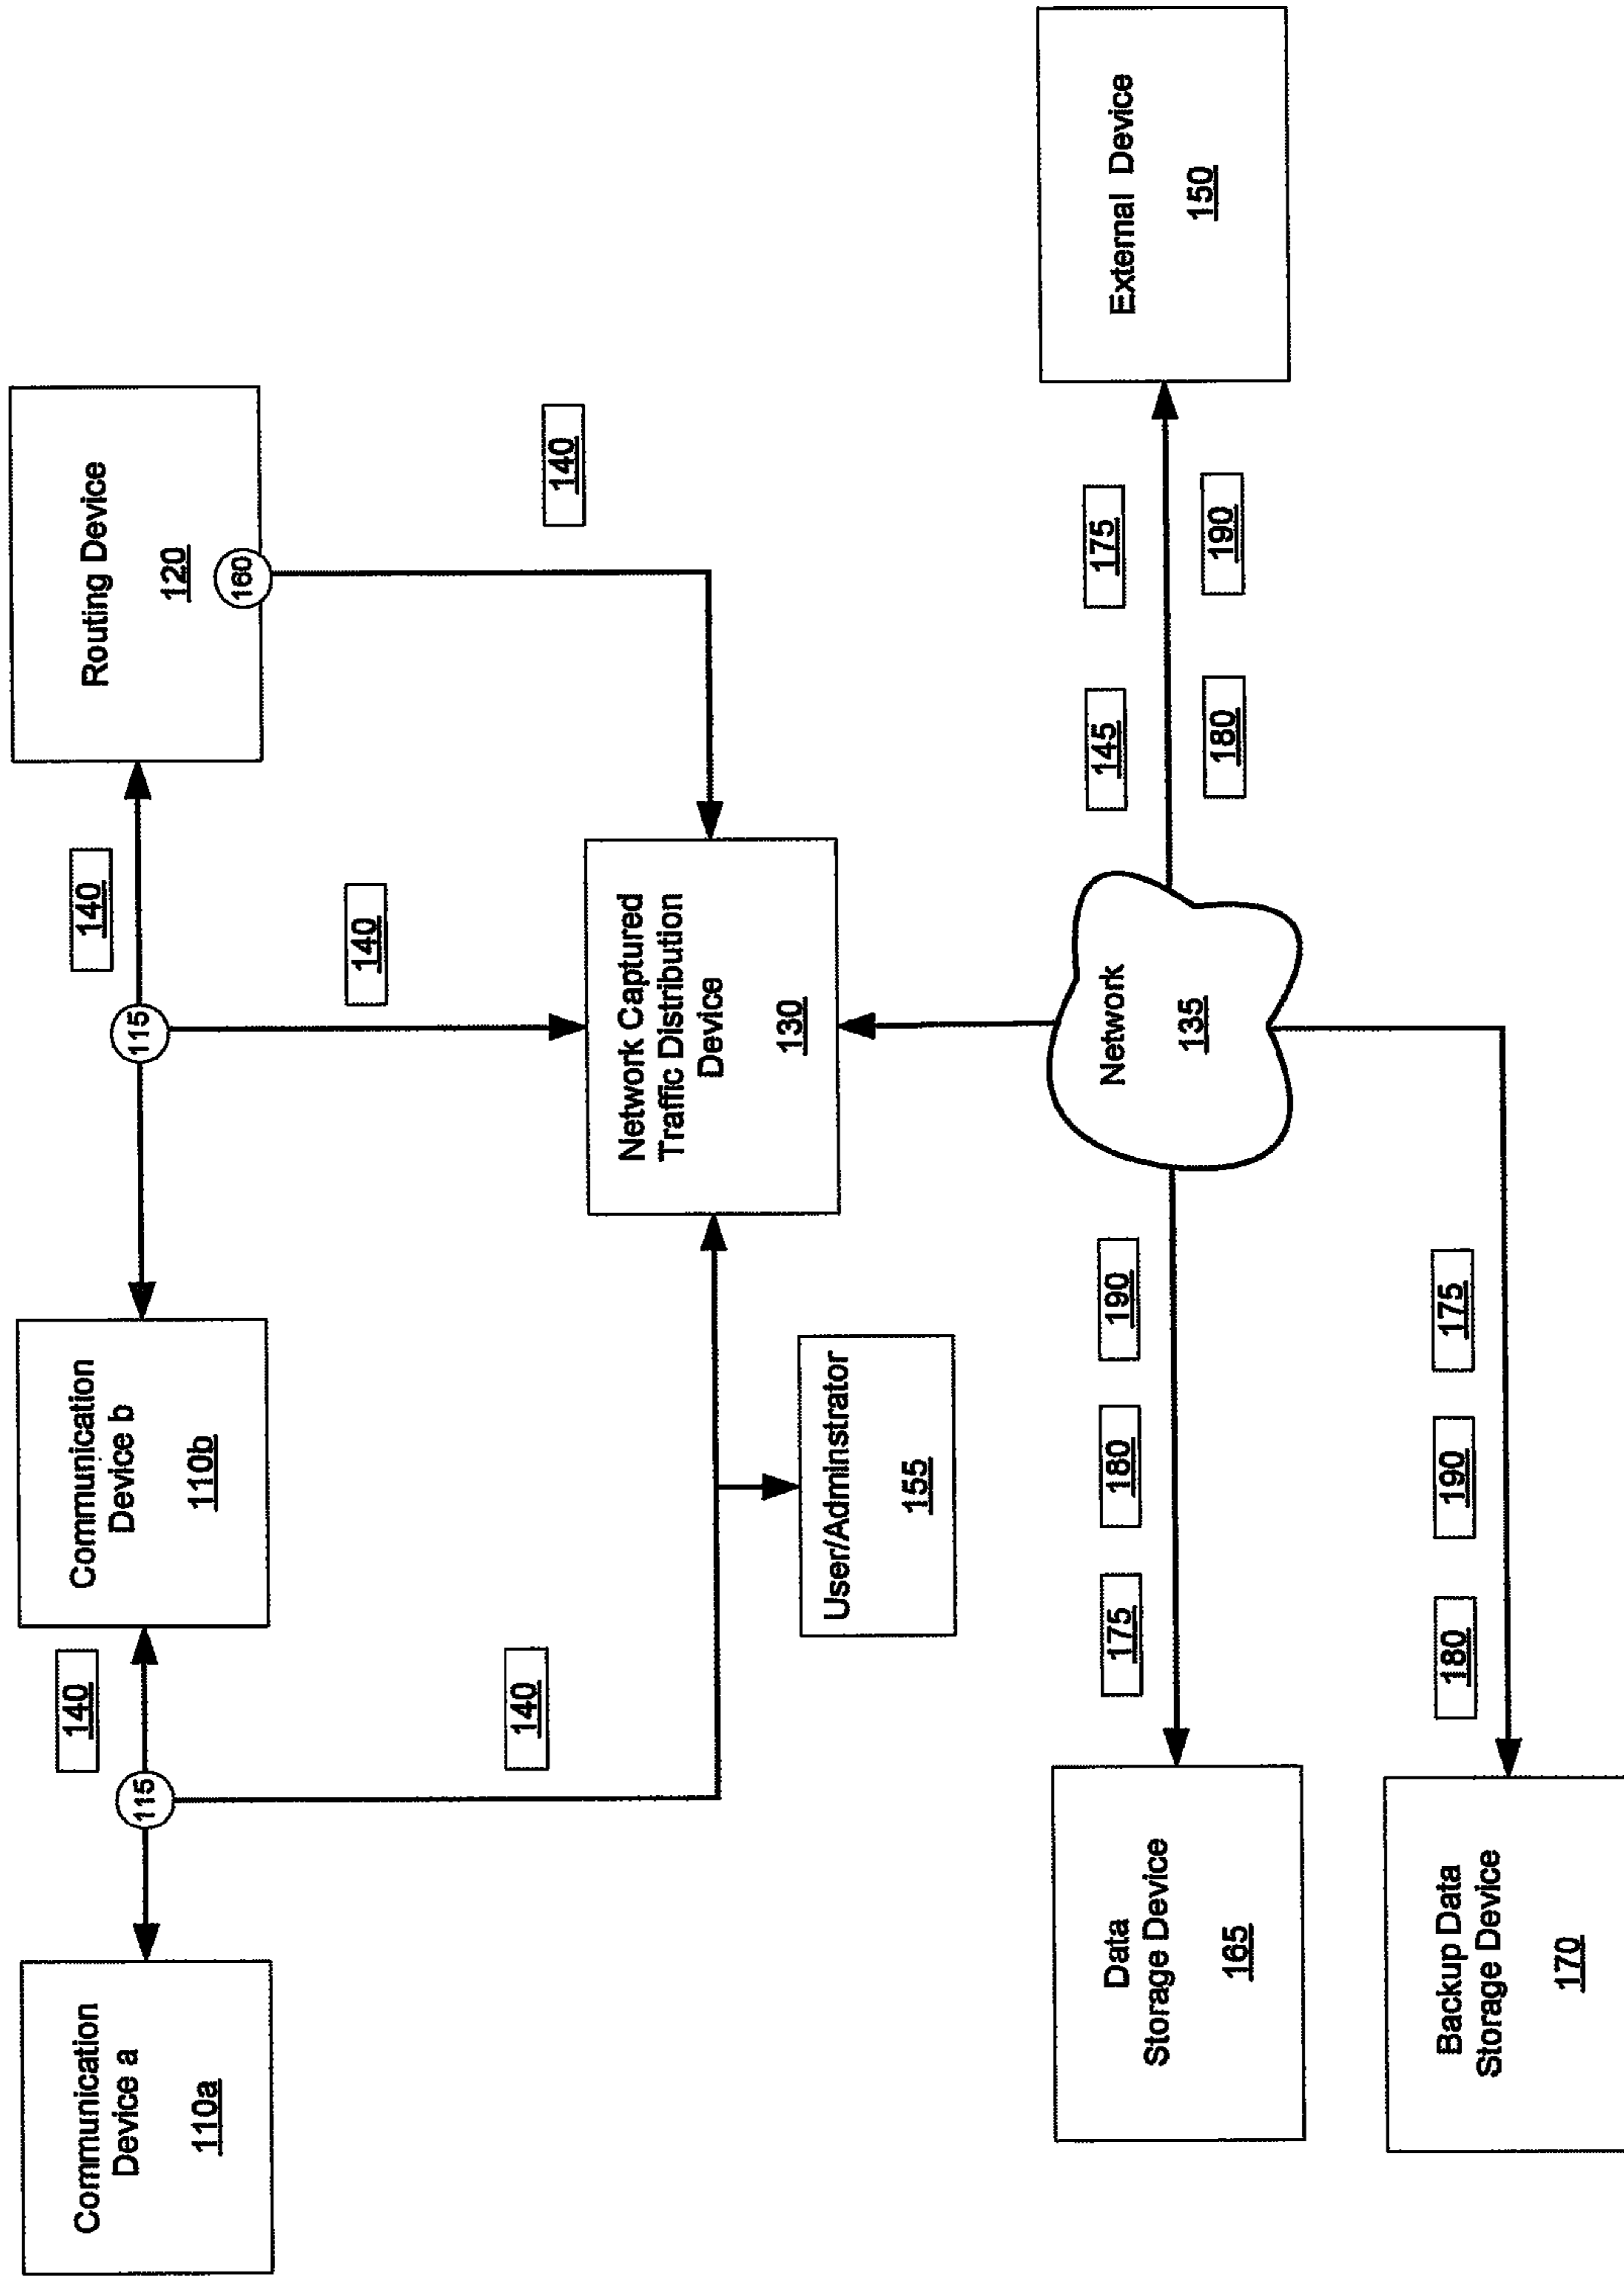 Communication
Device a
110a
115
140
Communication
Device b
110b
115
140
Routing Device
120
160
140
140
140
Network Captured
Traffic Distribution
Device
130
User/Adminstrator
155
Network
135
175
180
190
145
175
180
190
External Device
150
Data
Storage Device
165
180
190
175
Backup Data
Storage Device
170